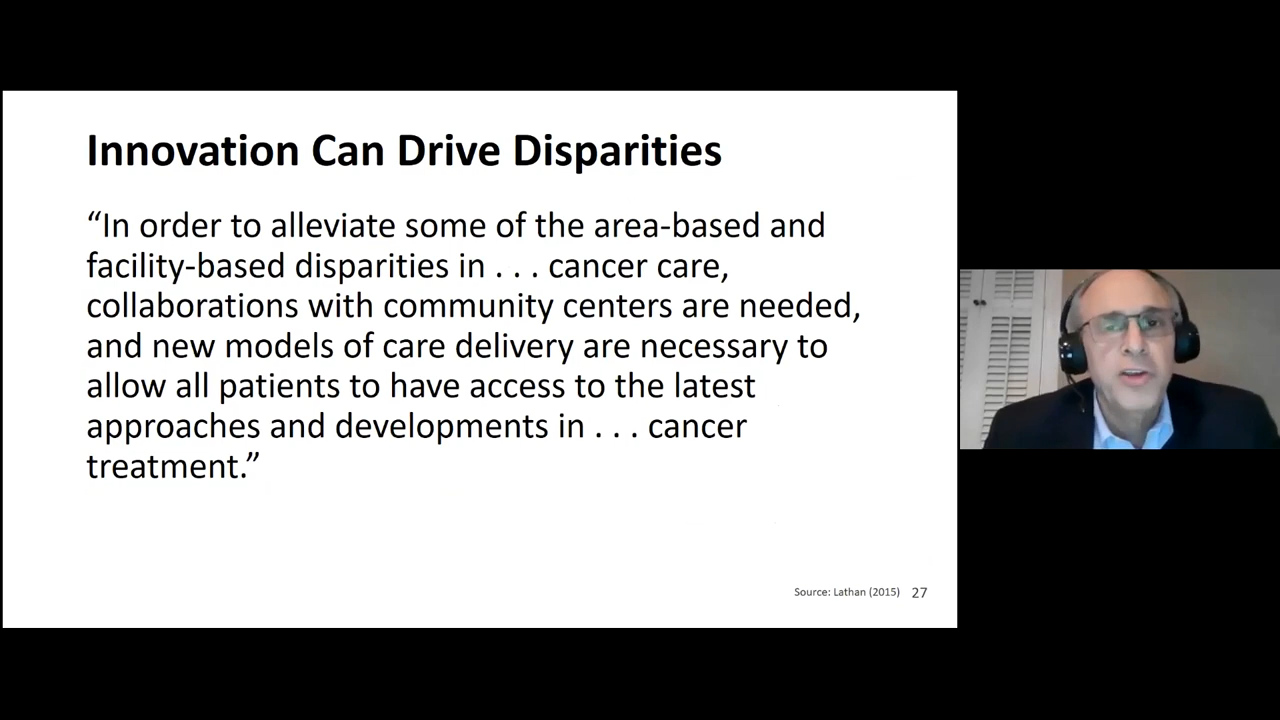 Innovation Can Drive Disparities
“In order to alleviate some of the area-based and
facility-based disparities in . . . cancer care,
collaborations with community centers are needed,
and new models of care delivery are necessary to
allow all patients to have access to the latest
approaches and developments in . . . cancer
treatment.”
Source: Lathan (2015) 27